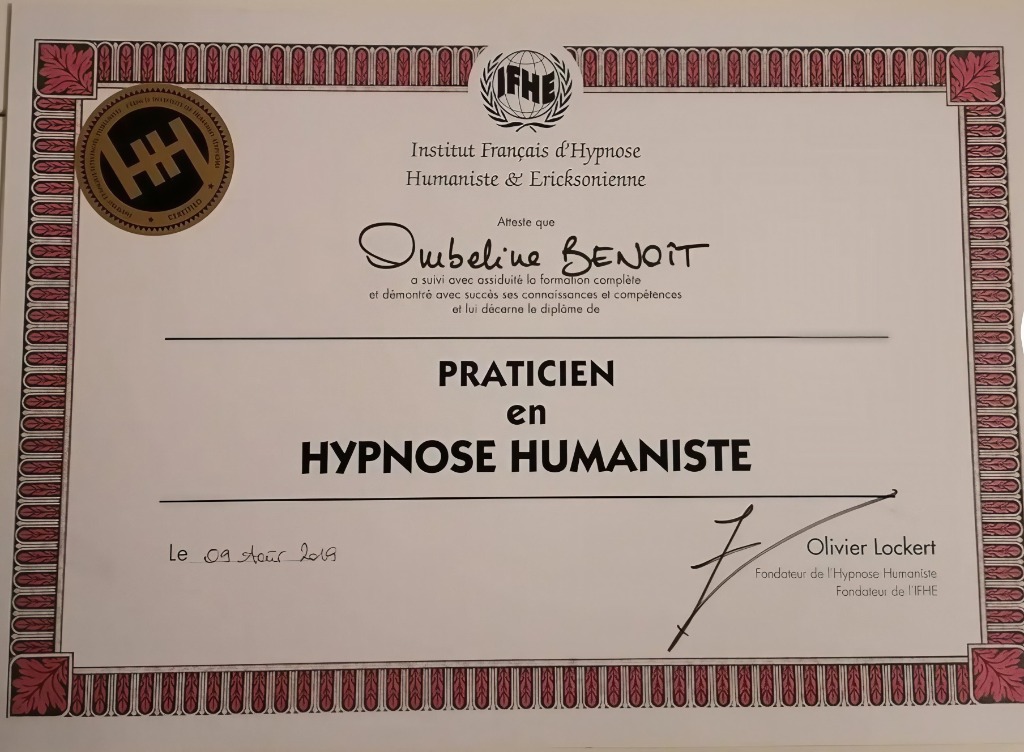 IFHE
Institut Français d'Hypnose
Humaniste & Ericksonienne
HH
CERTIFIED
Atteste que
Ombeline BENOÎT
a suivi avec assiduité la formation complète
et démontré avec succès ses connaissances et compétences
et lui décerne le diplôme de
PRATICIEN
en
HYPNOSE HUMANISTE
Le 09 Août 2019
Olivier Lockert
Fondateur de l'Hypnose Humaniste
Fondateur de l'IFHE